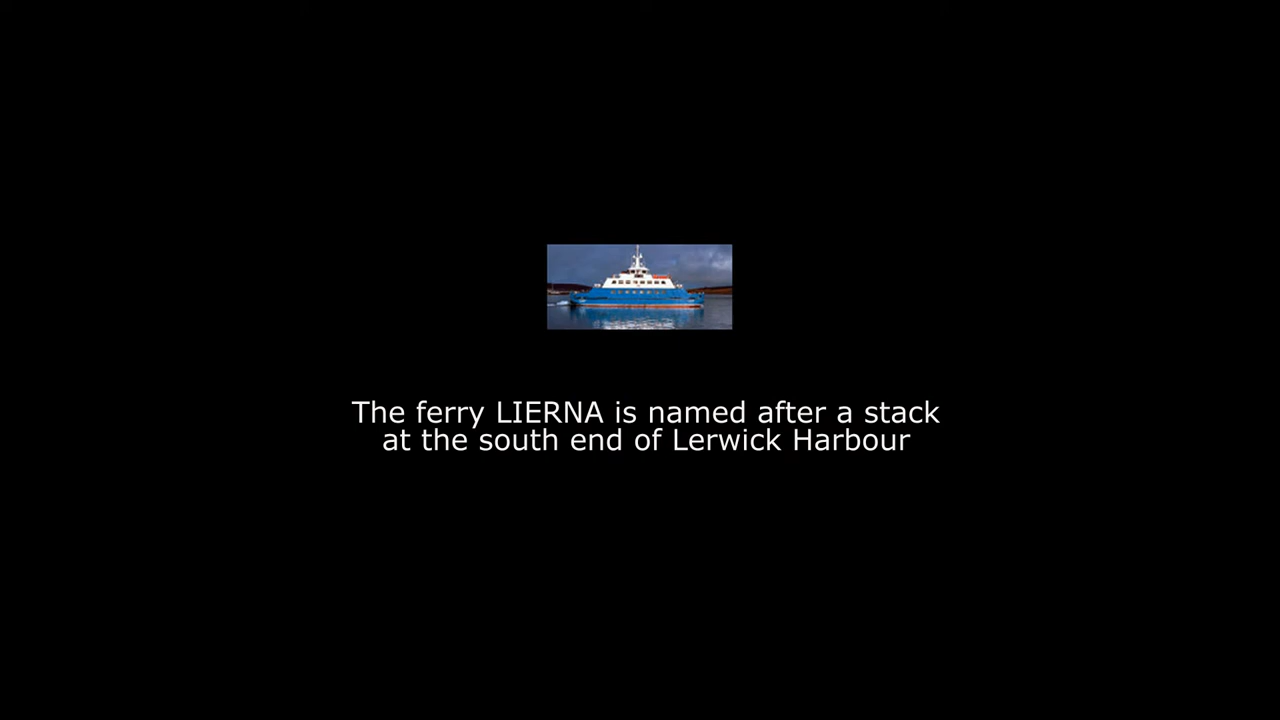 The ferry LIERNA is named after a stack
at the south end of Lerwick Harbour